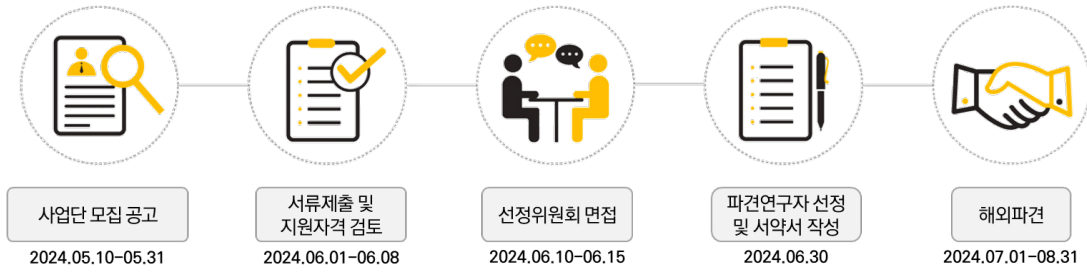 사업단 모집 공고
2024.05.10-05.31
서류제출 및
지원자격 검토
2024.06.01-06.08
선정위원회 면접
2024.06.10-06.15
파견연구자 선정
및 서약서 작성
2024.06.30
해외파견
2024.07.01-08.31